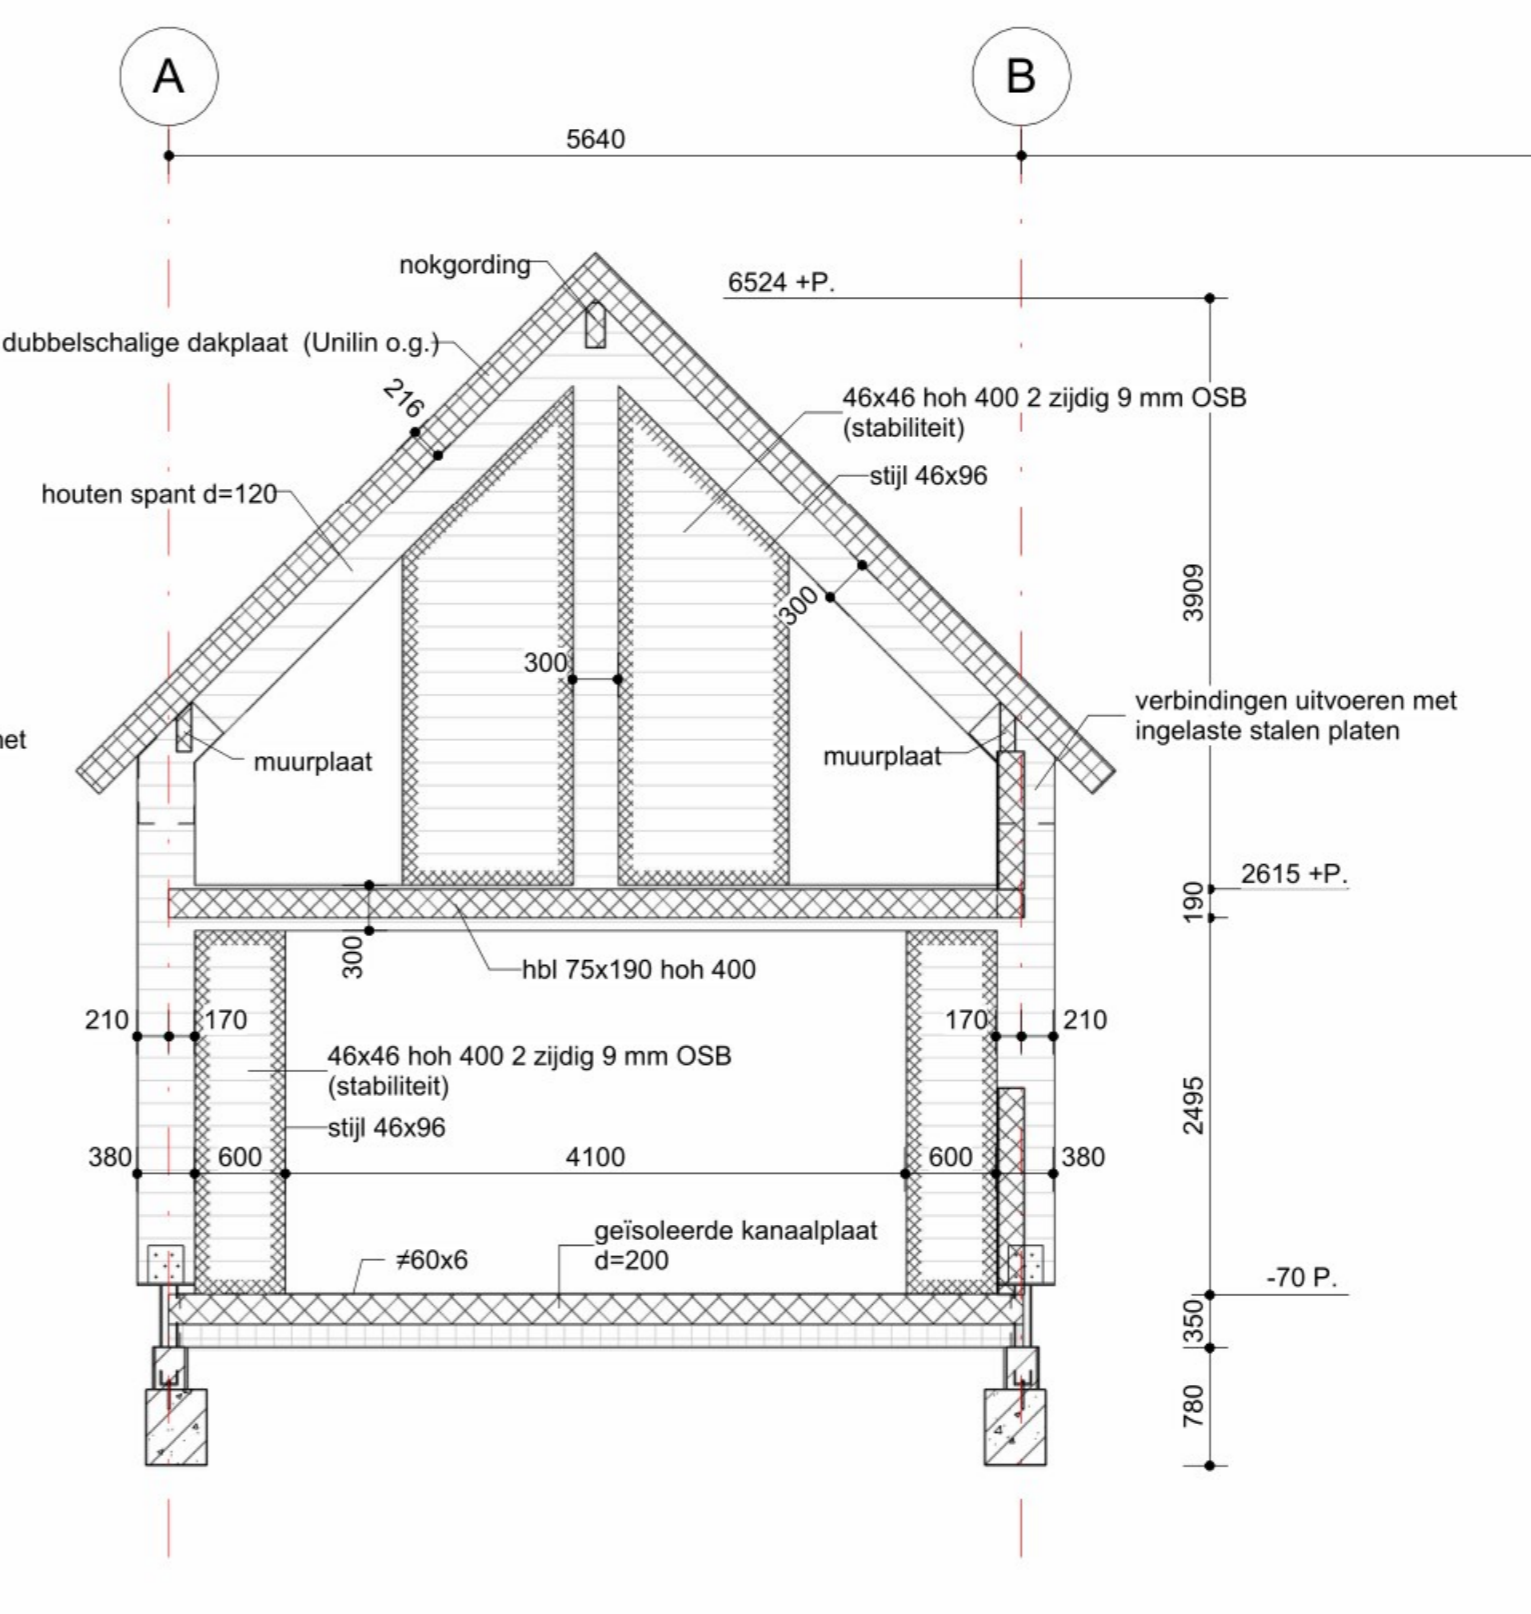 A
B
5640
nokgording
6524 +P.
dubbelschalige dakplaat (Unilin o.g.)
216
46x46 hoh 400 2 zijdig 9 mm OSB
(stabiliteit)
stijl 46x96
houten spant d=120
300
3909
300
verbindingen uitvoeren met
ingelaste stalen platen
net
muurplaat
muurplaat
2615 +P.
190
300
hbl 75x190 hoh 400
210
170
170
210
46x46 hoh 400 2 zijdig 9 mm OSB
(stabiliteit)
stijl 46x96
2495
380
600
4100
600
380
geïsoleerde kanaalplaat
d=200
≠60x6
-70 P.
350
780